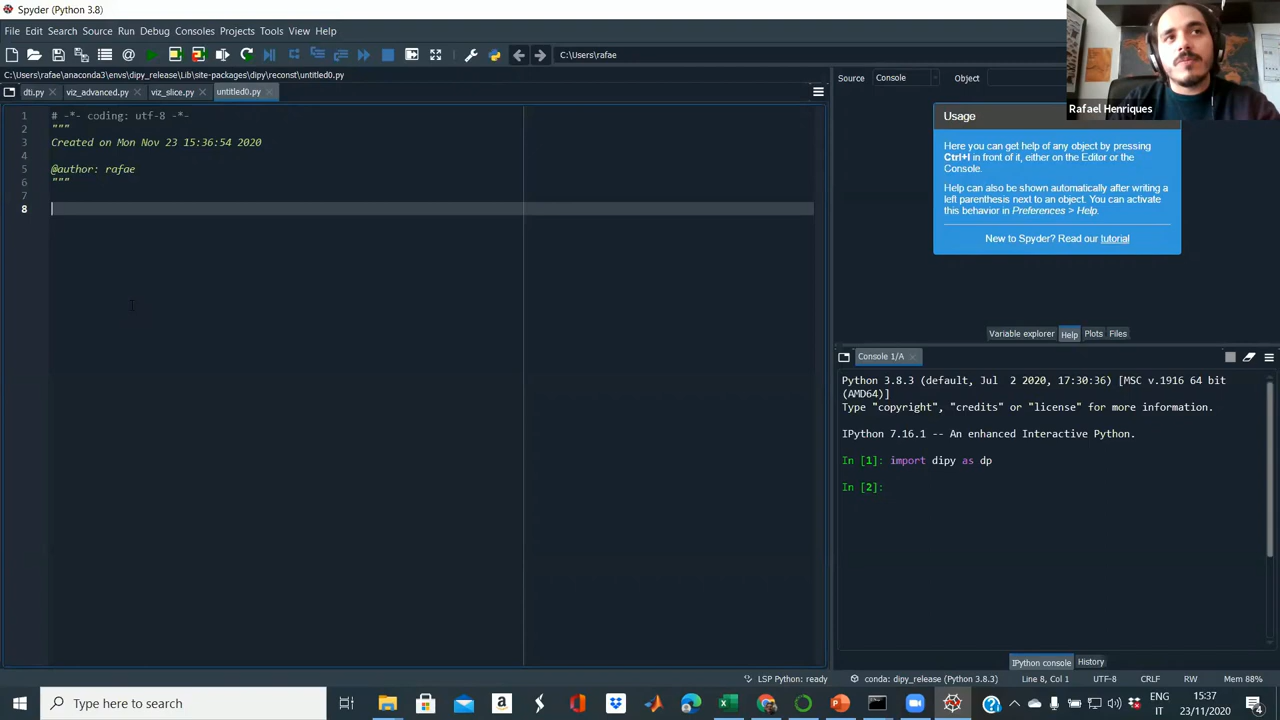 Spyder (Python 3.8)
File Edit Search Source Run Debug Consoles Projects Tools View Help
C:\Users\rafae
C:\Users\rafae\anaconda3\envs\dipy_release\Lib\site-packages\dipy\reconst\untitled0.py
dti.py viz_advanced.py viz_slice.py untitled0.py
1 # -*- coding: utf-8 -*-
2 """
3 Created on Mon Nov 23 15:36:54 2020
4
5 @author: rafae
6 """
7
8
Source Console Object
Rafael Henriques
Usage
Here you can get help of any object by pressing
Ctrl+I in front of it, either on the Editor or the
Console.
Help can also be shown automatically after writing a
left parenthesis next to an object. You can activate
this behavior in Preferences > Help.
New to Spyder? Read our tutorial
Variable explorer Help Plots Files
Console 1/A
Python 3.8.3 (default, Jul 2 2020, 17:30:36) [MSC v.1916 64 bit
(AMD64)]
Type "copyright", "credits" or "license" for more information.
IPython 7.16.1 -- An enhanced Interactive Python.
In [1]: import dipy as dp
In [2]:
IPython console History
LSP Python: ready conda: dipy_release (Python 3.8.3) Line 8, Col 1 UTF-8 CRLF RW Mem 88%
Type here to search
ENG
IT
15:37
23/11/2020
4